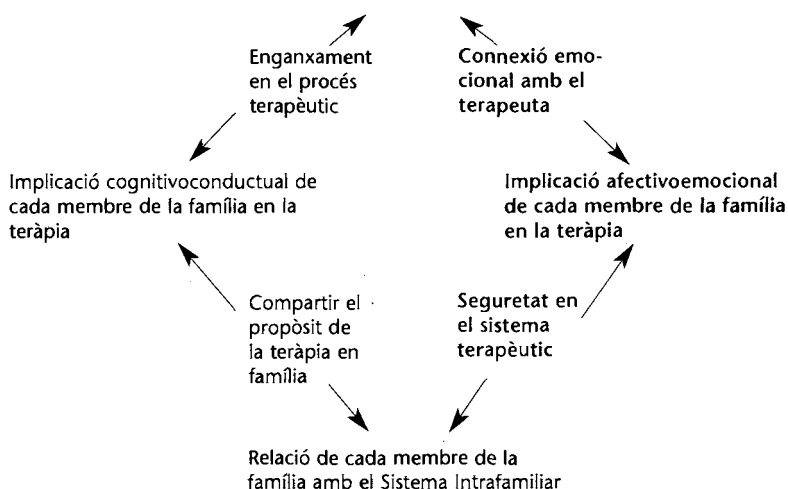 Enganxament
en el procés
terapèutic
Connexió emo-
cional amb el
terapeuta
Implicació cognitivoconductual de
cada membre de la família en la
teràpia
Implicació afectivoemocional
de cada membre de la família
en la teràpia
Compartir el
propòsit de
la teràpia en
família
Seguretat en
el sistema
terapèutic
Relació de cada membre de la
família amb el Sistema Intrafamiliar